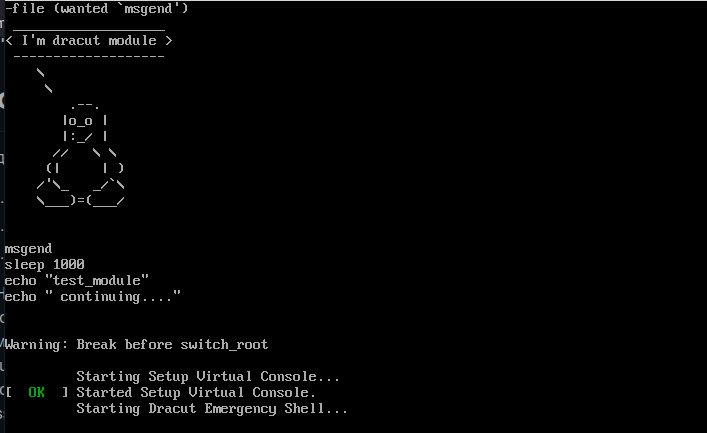 -file (wanted `msgend')
 ___________________
< I'm dracut module >
 -------------------
    \
     \
        .--.
       |o_o |
       |:_/ |
      //   \ \
     (|     | )
    /'\_   _/`\
    \___)=(___/
msgend
sleep 1000
echo "test_module"
echo " continuing...."
Warning: Break before switch_root
         Starting Setup Virtual Console...
[  OK  ] Started Setup Virtual Console.
         Starting Dracut Emergency Shell...